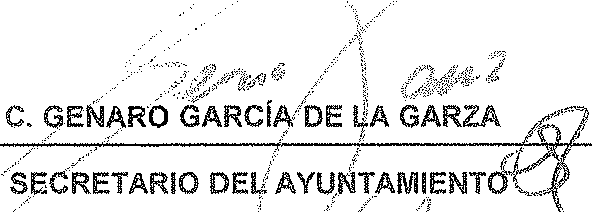 C. GENARO GARCÍA DE LA GARZA
SECRETARIO DEL AYUNTAMIENTO